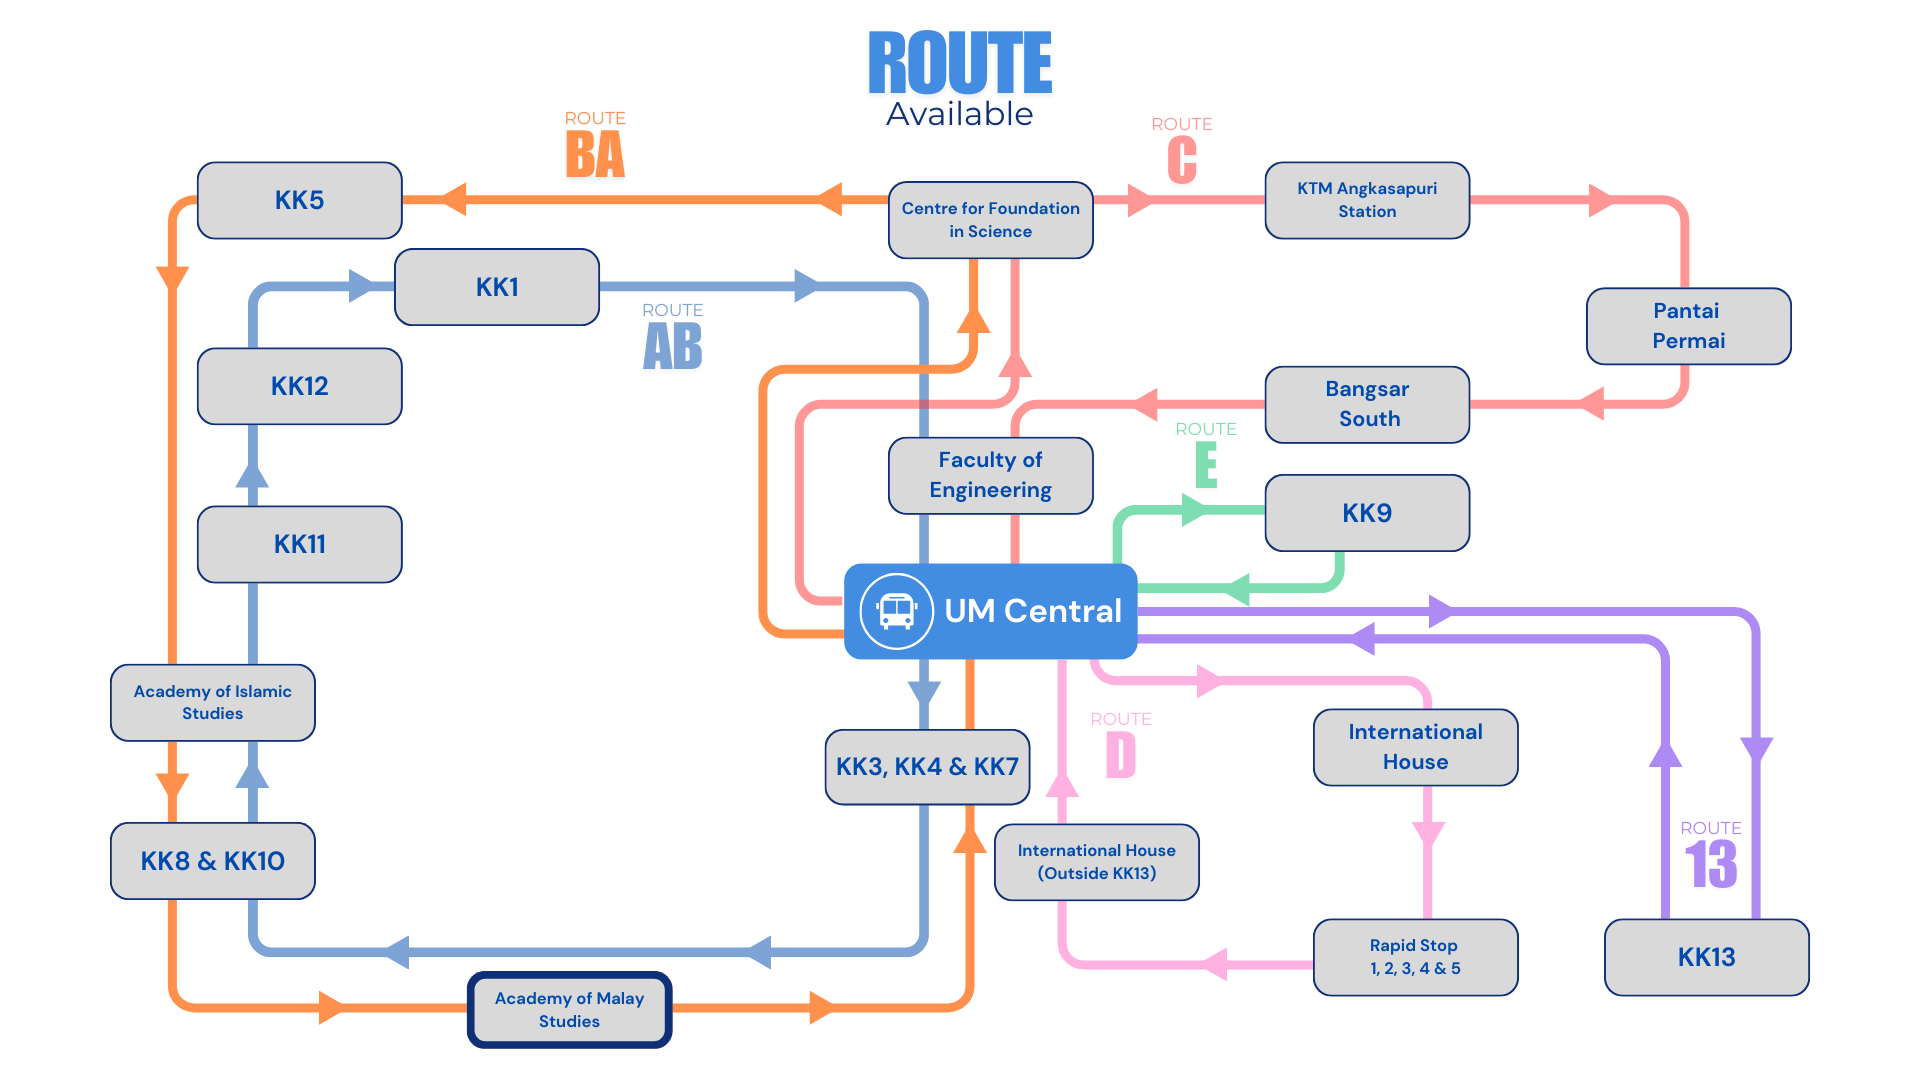 ROUTE
Available
ROUTE
BA
ROUTE
C
KK5
Centre for Foundation
in Science
KTM Angkasapuri
Station
KK1
ROUTE
AB
Pantai
Permai
KK12
Bangsar
South
ROUTE
E
Faculty of
Engineering
KK9
KK11
UM Central
Academy of Islamic
Studies
KK3, KK4 & KK7
ROUTE
D
International
House
KK8 & KK10
International House
(Outside KK13)
ROUTE
13
Rapid Stop
1, 2, 3, 4 & 5
KK13
Academy of Malay
Studies